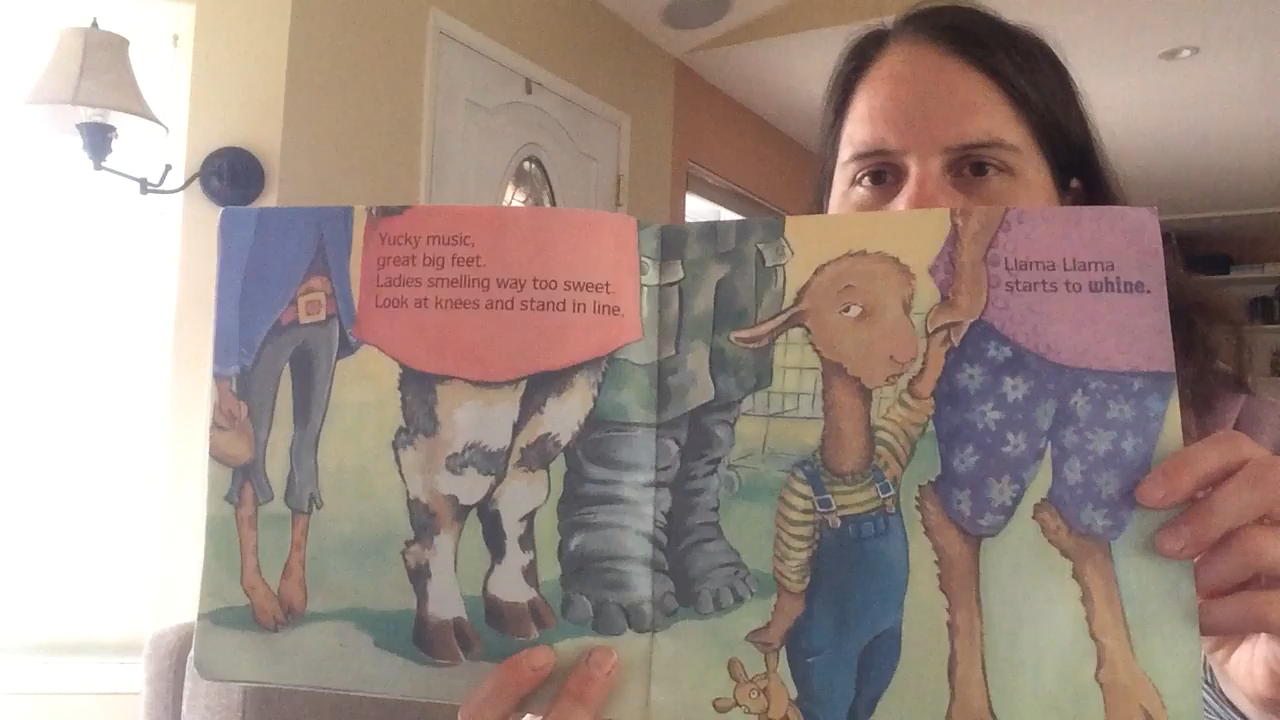 Yucky music,
great big feet.
Ladies smelling way too sweet.
Look at knees and stand in line.
Llama Llama
starts to whine.